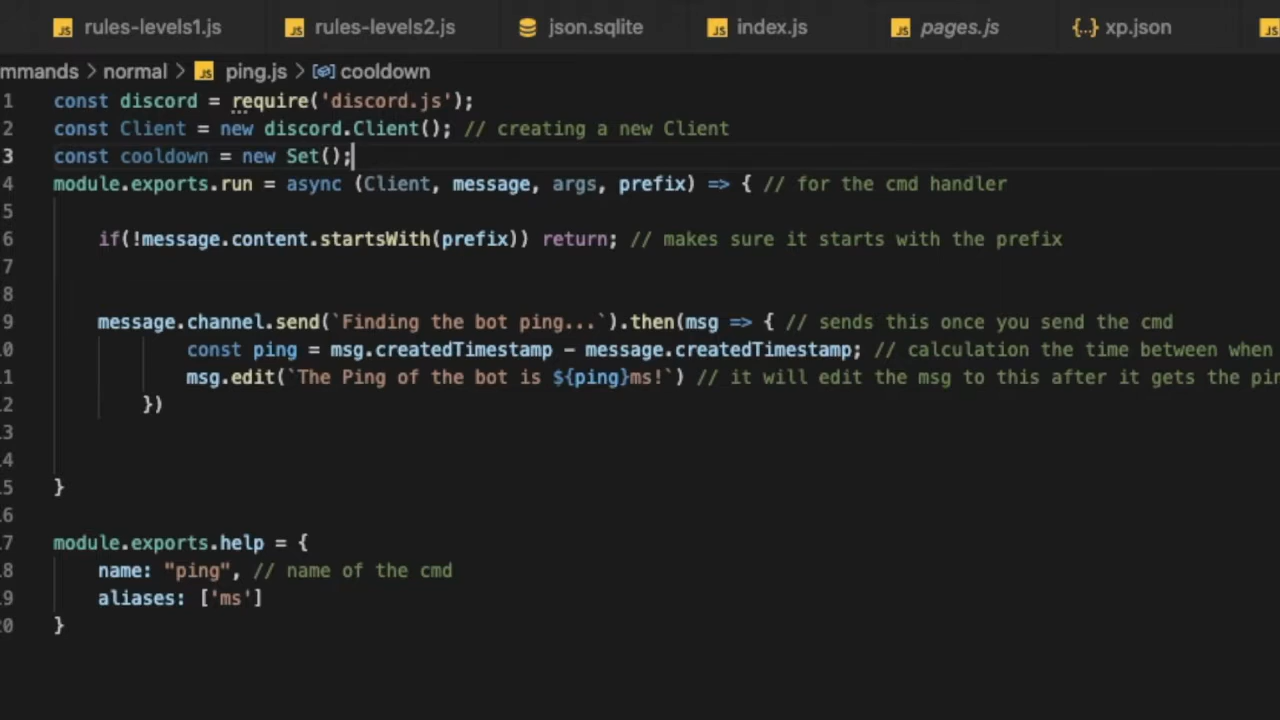 rules-levels1.js rules-levels2.js json.sqlite index.js pages.js {..} xp.json JS
mmands > normal > JS ping.js > cooldown
1 const discord = require('discord.js');
2 const Client = new discord.Client(); // creating a new Client
3 const cooldown = new Set();
4 module.exports.run = async (Client, message, args, prefix) => { // for the cmd handler
5
6 if(!message.content.startsWith(prefix)) return; // makes sure it starts with the prefix
7
8
9 message.channel.send(`Finding the bot ping...`).then(msg => { // sends this once you send the cmd
0 const ping = msg.createdTimestamp - message.createdTimestamp; // calculation the time between when
1 msg.edit(`The Ping of the bot is ${ping}ms!`) // it will edit the msg to this after it gets the pin
2 })
3
4
5 }
6
7 module.exports.help = {
8 name: "ping", // name of the cmd
9 aliases: ['ms']
0 }